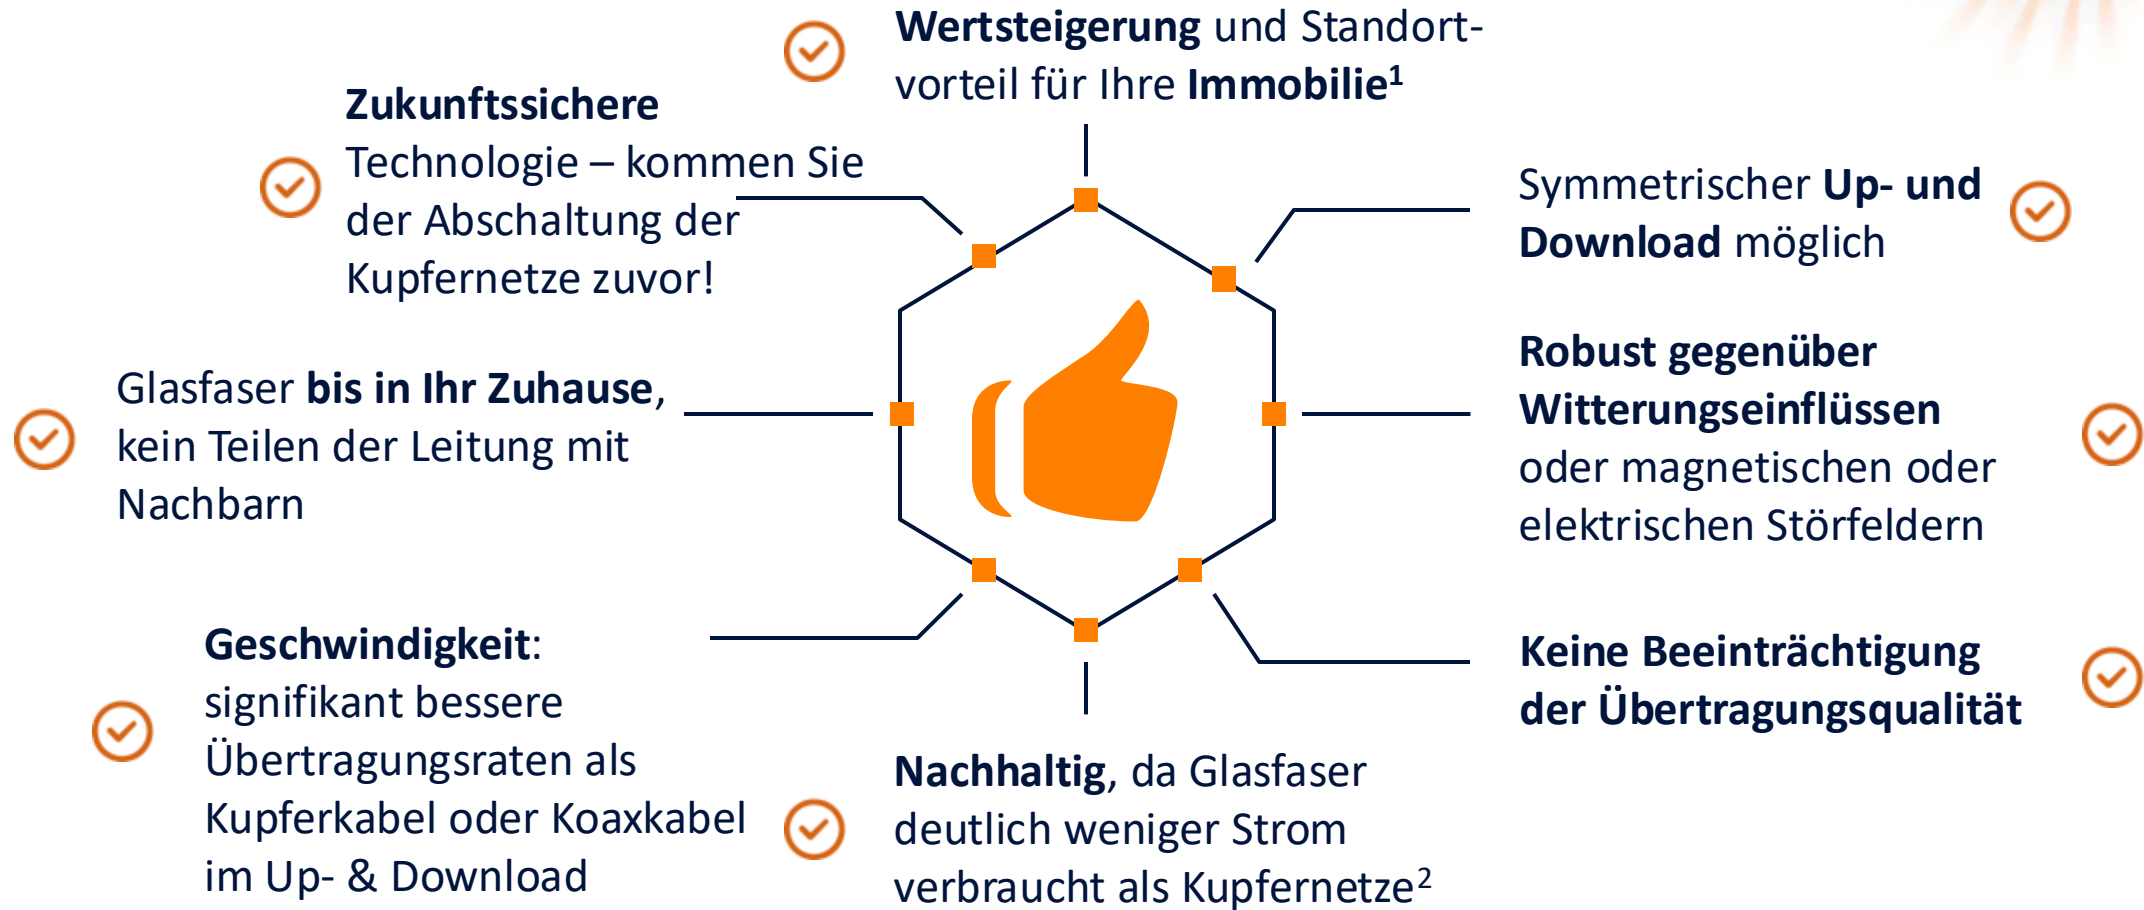 Wertsteigerung und Standort-
vorteil für Ihre Immobilie¹
Zukunftssichere
Technologie – kommen Sie
der Abschaltung der
Kupfernetze zuvor!
Symmetrischer Up- und
Download möglich
Glasfaser bis in Ihr Zuhause,
kein Teilen der Leitung mit
Nachbarn
Robust gegenüber
Witterungseinflüssen
oder magnetischen oder
elektrischen Störfeldern
Geschwindigkeit:
signifikant bessere
Übertragungsraten als
Kupferkabel oder Koaxkabel
im Up- & Download
Keine Beeinträchtigung
der Übertragungsqualität
Nachhaltig, da Glasfaser
deutlich weniger Strom
verbraucht als Kupfernetze²